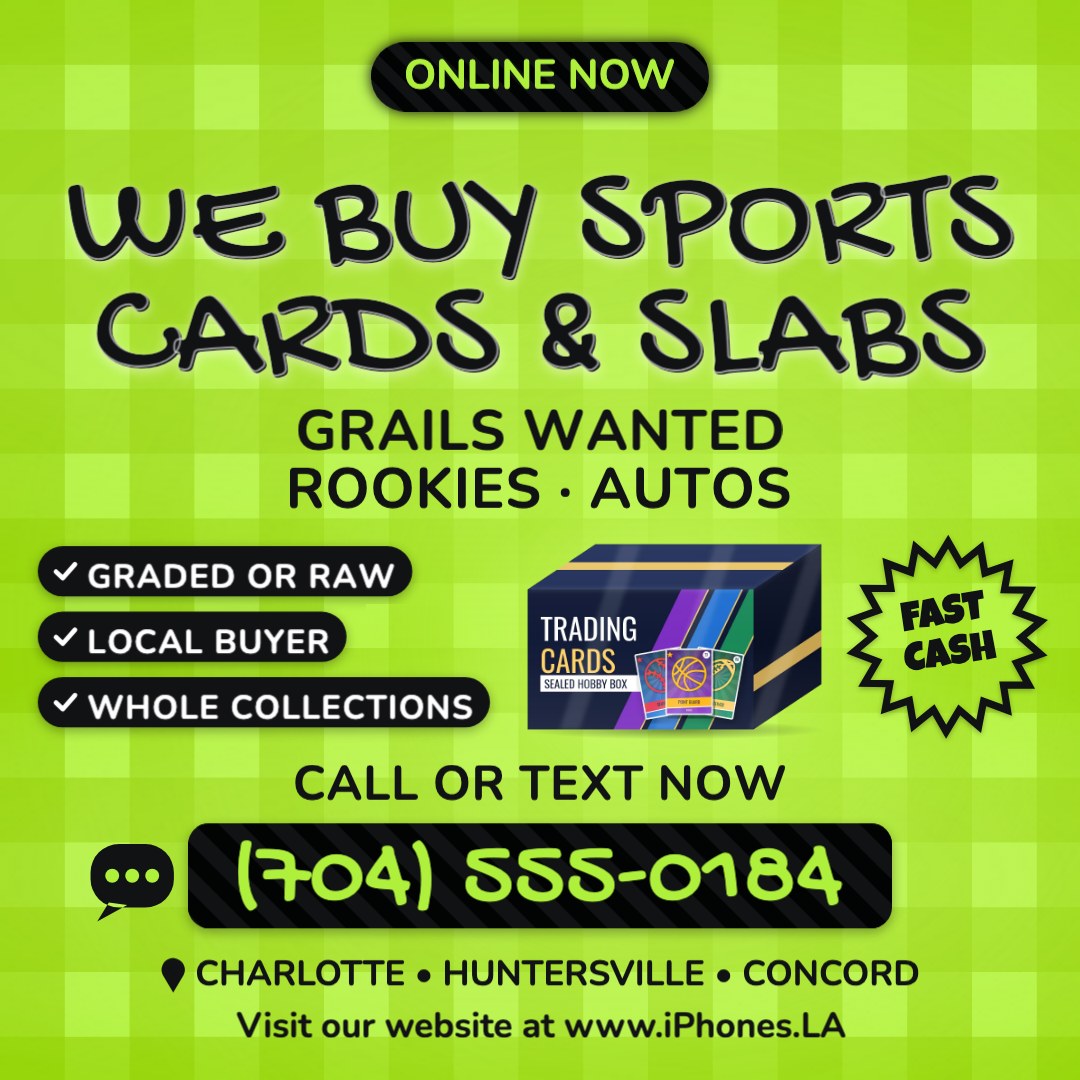 ONLINE NOW
WE BUY SPORTS
CARDS & SLABS
GRAILS WANTED
ROOKIES · AUTOS
GRADED OR RAW
LOCAL BUYER
WHOLE COLLECTIONS
TRADING
CARDS
SEALED HOBBY BOX
FAST
CASH
CALL OR TEXT NOW
(704) 555-0184
CHARLOTTE • HUNTERSVILLE • CONCORD
Visit our website at www.iPhones.LA